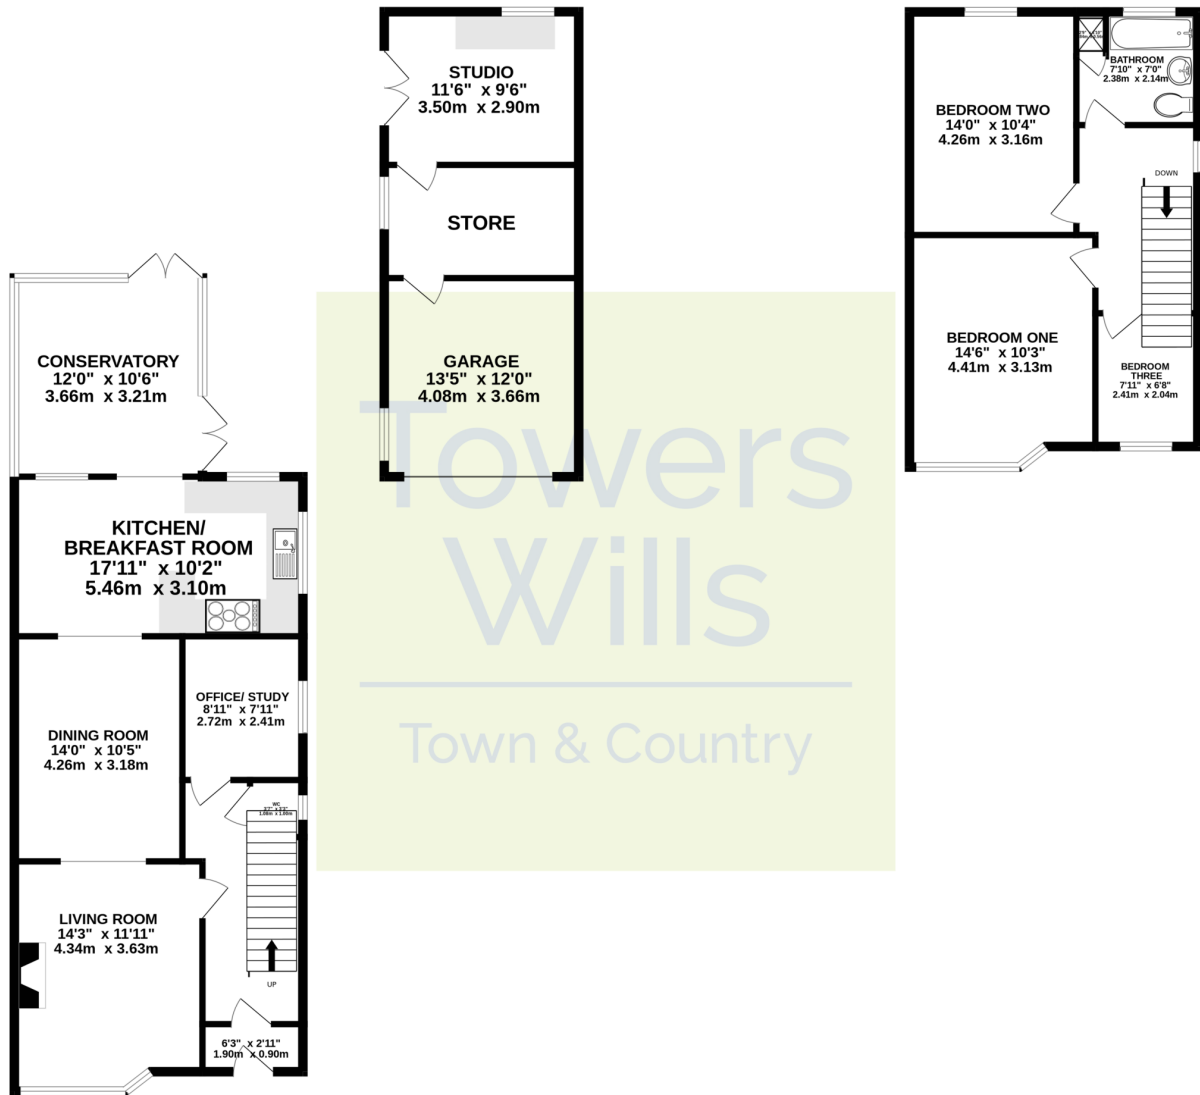 STUDIO
11'6" x 9'6"
3.50m x 2.90m
STORE
GARAGE
13'5" x 12'0"
4.08m x 3.66m
BEDROOM TWO
14'0" x 10'4"
4.26m x 3.16m
BATHROOM
7'10" x 7'0"
2.38m x 2.14m
DOWN
BEDROOM ONE
14'6" x 10'3"
4.41m x 3.13m
BEDROOM
THREE
7'11" x 6'8"
2.41m x 2.04m
CONSERVATORY
12'0" x 10'6"
3.66m x 3.21m
KITCHEN/
BREAKFAST ROOM
17'11" x 10'2"
5.46m x 3.10m
OFFICE/ STUDY
8'11" x 7'11"
2.72m x 2.41m
DINING ROOM
14'0" x 10'5"
4.26m x 3.18m
WC
LIVING ROOM
14'3" x 11'11"
4.34m x 3.63m
UP
6'3" x 2'11"
1.90m x 0.90m
Towers
Wills
Town & Country